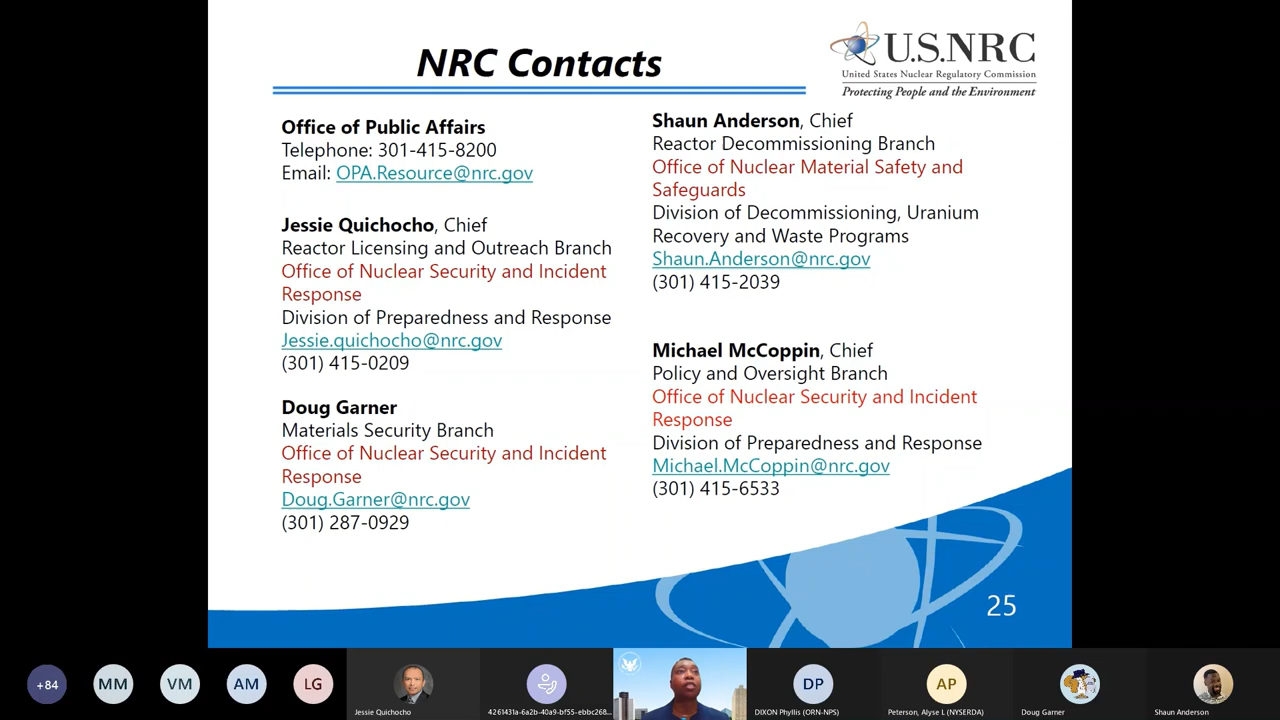 NRC Contacts
U.S.NRC
United States Nuclear Regulatory Commission
Protecting People and the Environment
Office of Public Affairs
Telephone: 301-415-8200
Email: OPA.Resource@nrc.gov
Jessie Quichocho, Chief
Reactor Licensing and Outreach Branch
Office of Nuclear Security and Incident
Response
Division of Preparedness and Response
Jessie.quichocho@nrc.gov
(301) 415-0209
Doug Garner
Materials Security Branch
Office of Nuclear Security and Incident
Response
Doug.Garner@nrc.gov
(301) 287-0929
Shaun Anderson, Chief
Reactor Decommissioning Branch
Office of Nuclear Material Safety and
Safeguards
Division of Decommissioning, Uranium
Recovery and Waste Programs
Shaun.Anderson@nrc.gov
(301) 415-2039
Michael McCoppin, Chief
Policy and Oversight Branch
Office of Nuclear Security and Incident
Response
Division of Preparedness and Response
Michael.McCoppin@nrc.gov
(301) 415-6533
25
+84
MM
VM
AM
LG
DP
AP
Jessie Quichocho
4261431a-6a2b-40a9-bf55-ebbc268...
DIXON Phyllis (ORN-NPS)
Peterson, Alyse L (NYSERDA)
Doug Garner
Shaun Anderson